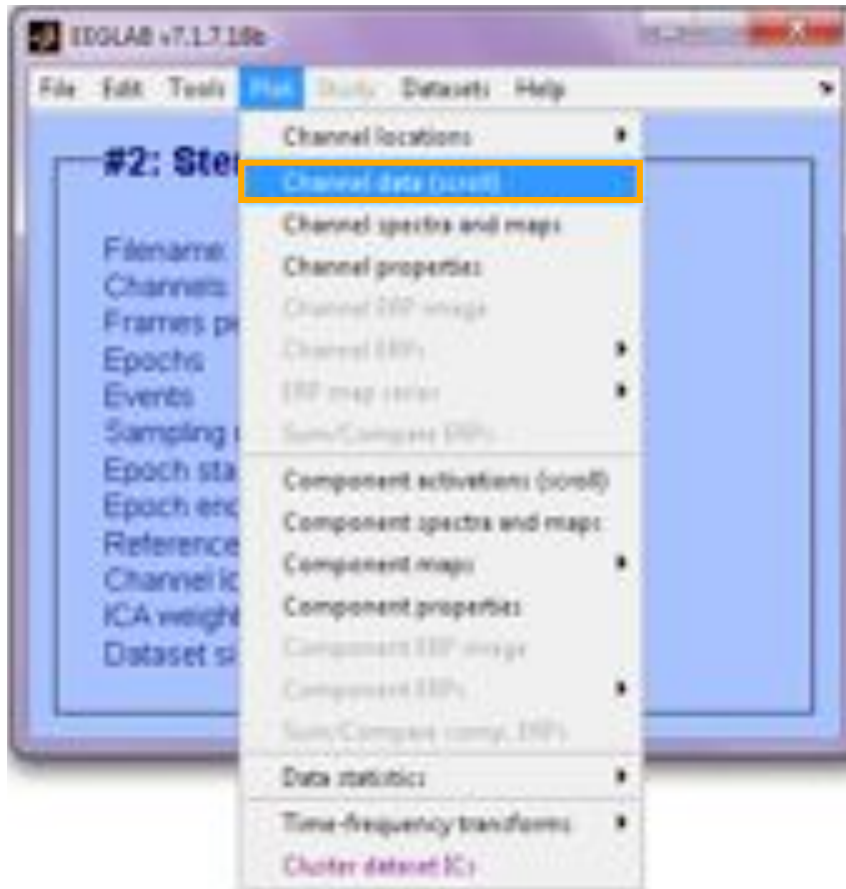 EEGLAB v7.1.7.18b
File Edit Tools Plot Study Datasets Help
#2: Ste
Filename
Channels
Frames pe
Epochs
Events
Sampling
Epoch sta
Epoch end
Reference
Channel lo
ICA weight
Dataset si
Channel locations
Channel data (scroll)
Channel spectra and maps
Channel properties
Channel ERP image
Channel ERPs
ERP map series
Sum/Compare ERPs
Component activations (scroll)
Component spectra and maps
Component maps
Component properties
Component ERP image
Component ERPs
Sum/Compare comp. ERPs
Data statistics
Time-frequency transforms
Cluster dataset ICs